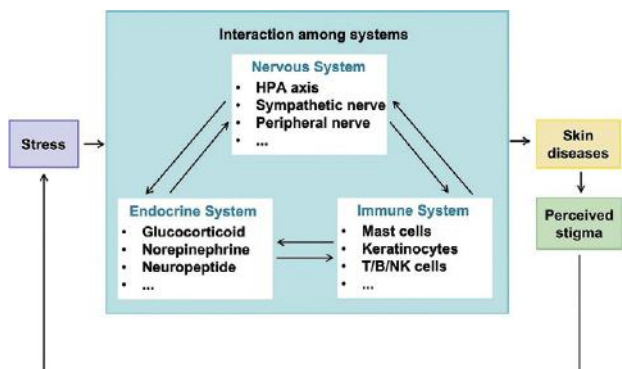 Interaction among systems
Nervous System
• HPA axis
• Sympathetic nerve
• Peripheral nerve
• ...
Stress
Skin
diseases
Endocrine System
• Glucocorticoid
• Norepinephrine
• Neuropeptide
• ...
Immune System
• Mast cells
• Keratinocytes
• T/B/NK cells
• ...
Perceived
stigma